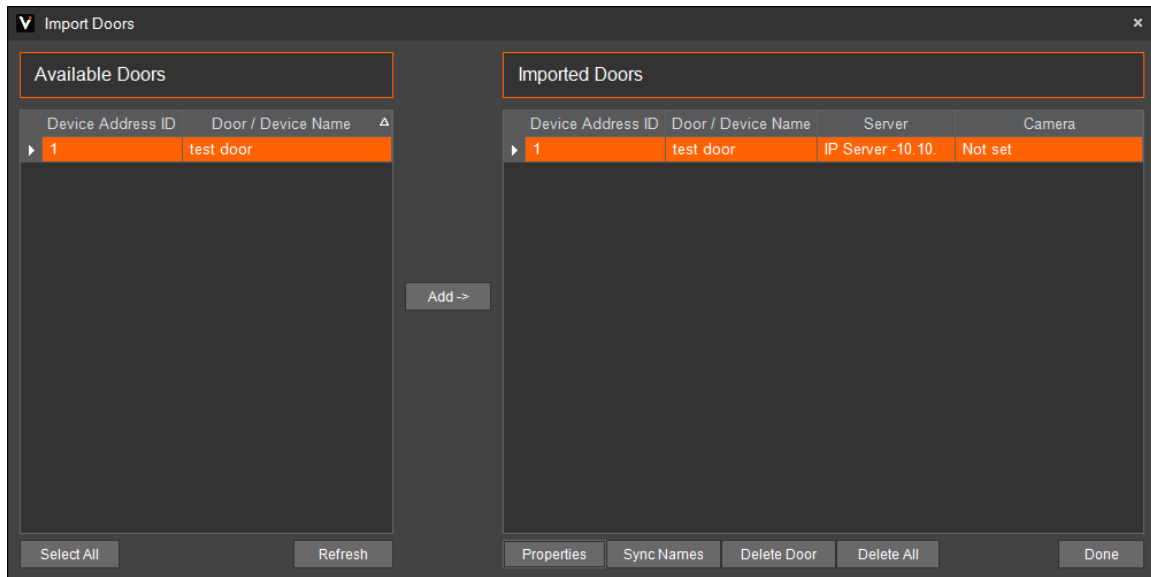 Import Doors
Available Doors
Device Address ID Door / Device Name
1 test door
Select All Refresh
Add ->
Imported Doors
Device Address ID Door / Device Name Server Camera
1 test door IP Server -10.10. Not set
Properties Sync Names Delete Door Delete All Done